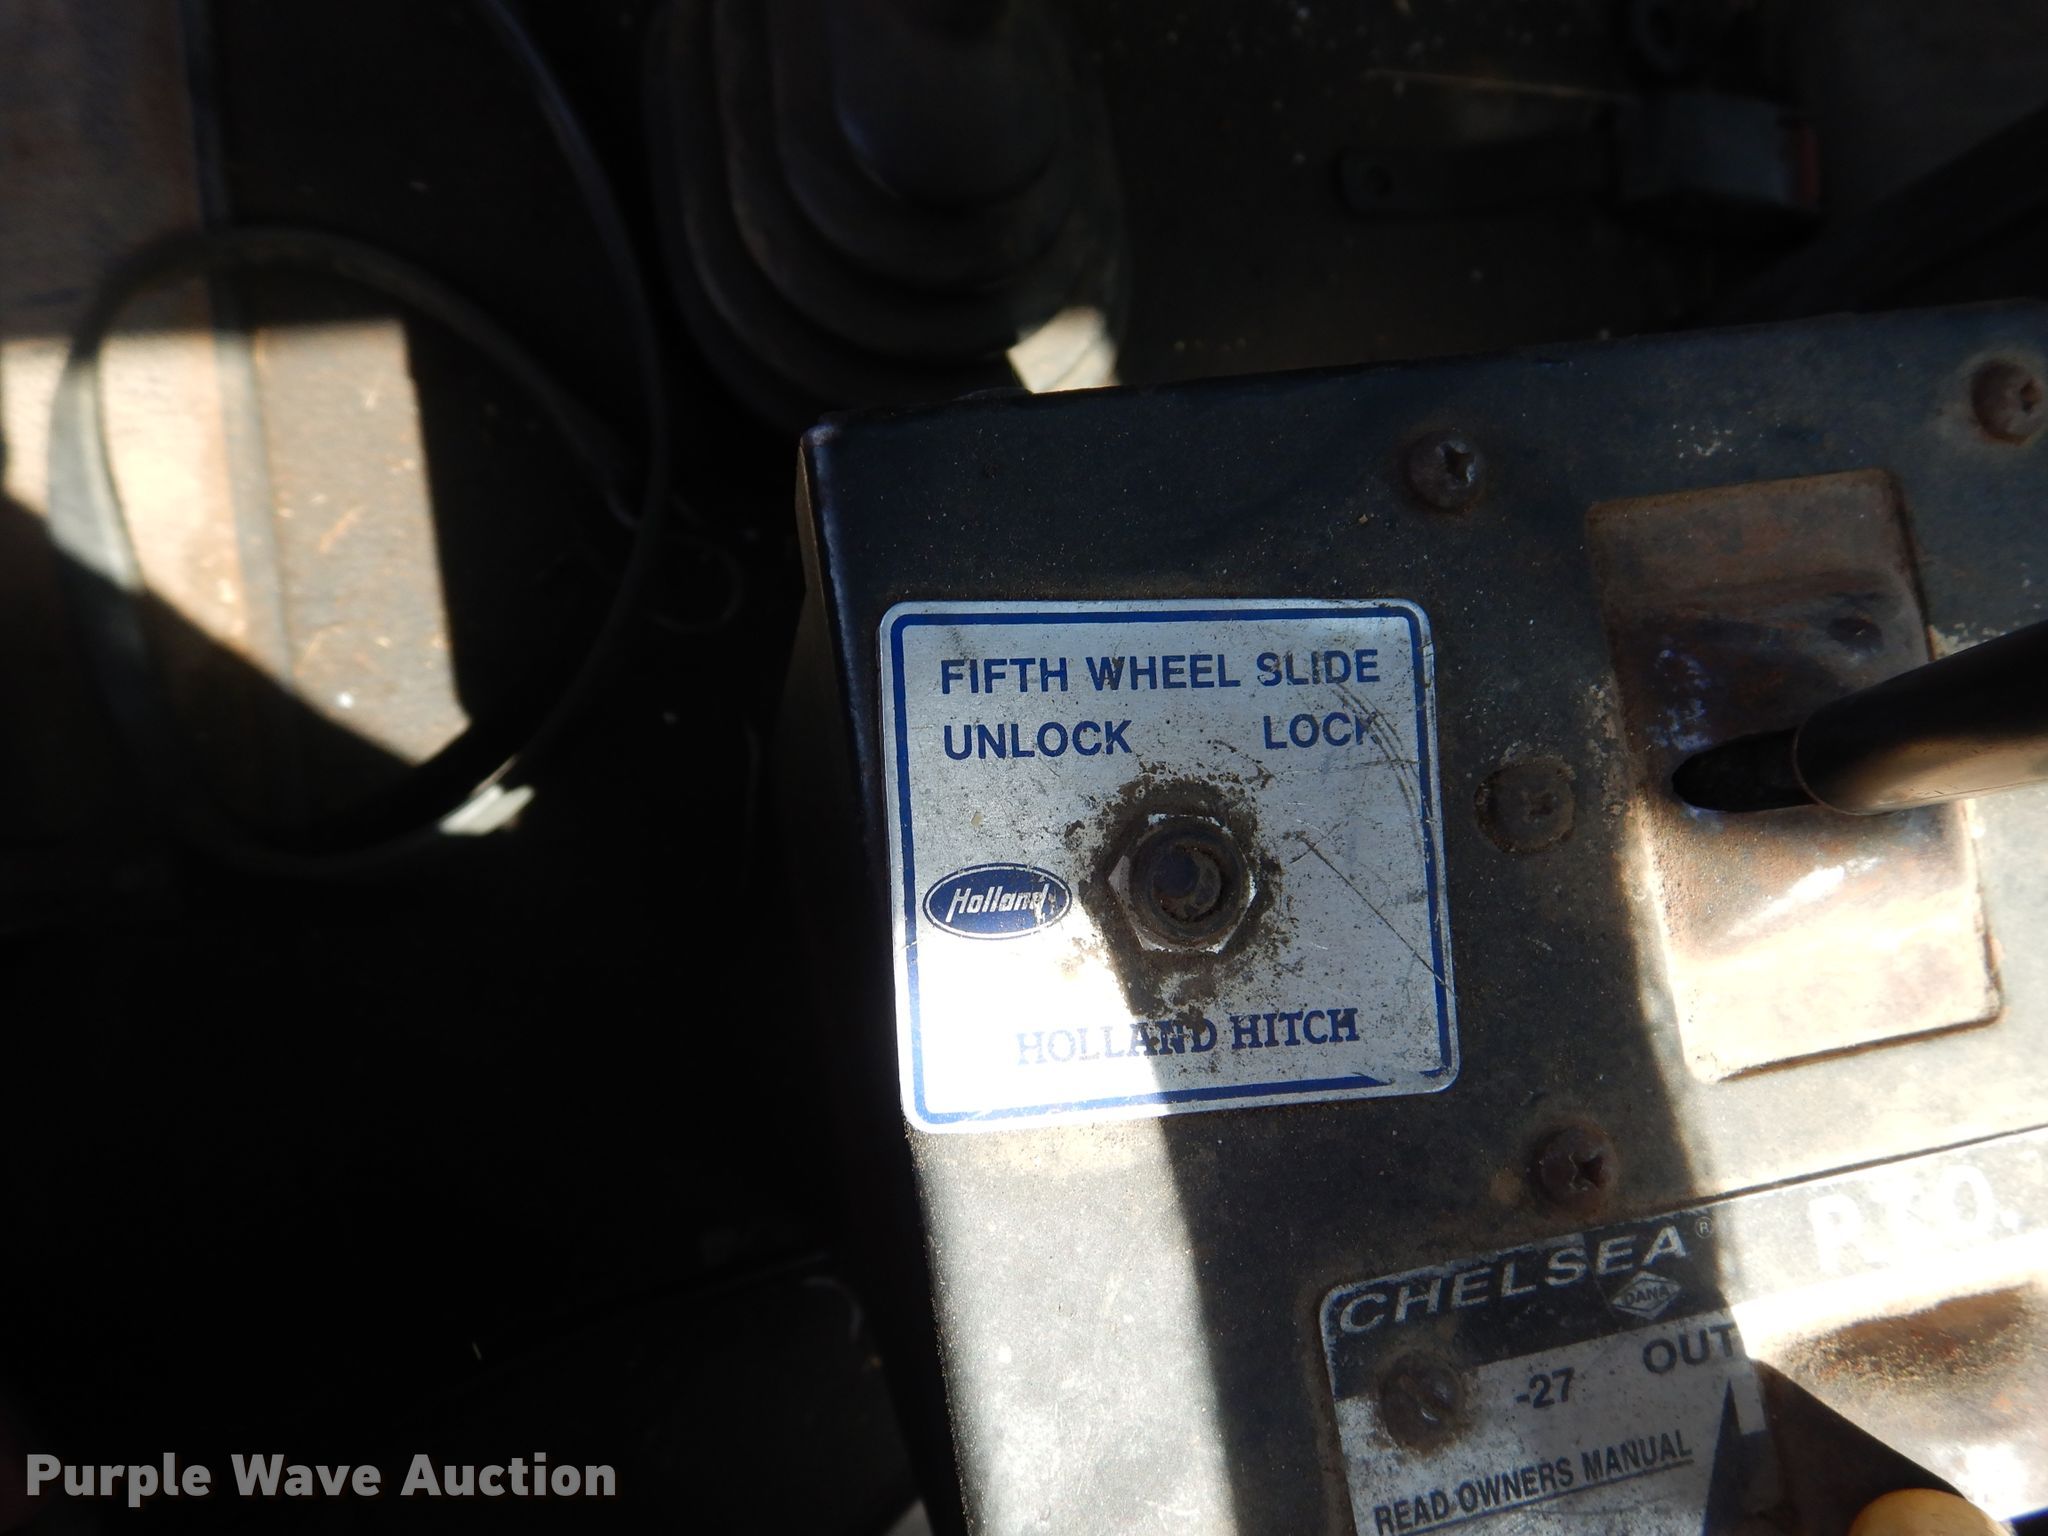 FIFTH WHEEL SLIDE
UNLOCK LOCK
Holland
HOLLAND HITCH
CHELSEA® P.T.O.
DANA
-27 OUT
READ OWNERS MANUAL
Purple Wave Auction